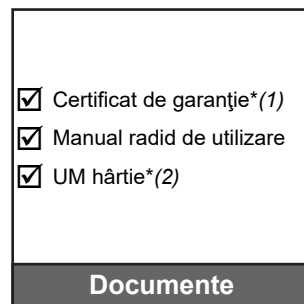 ☑ Certificat de garanţie*(1)
☑ Manual radid de utilizare
☑ UM hârtie*(2)
Documente